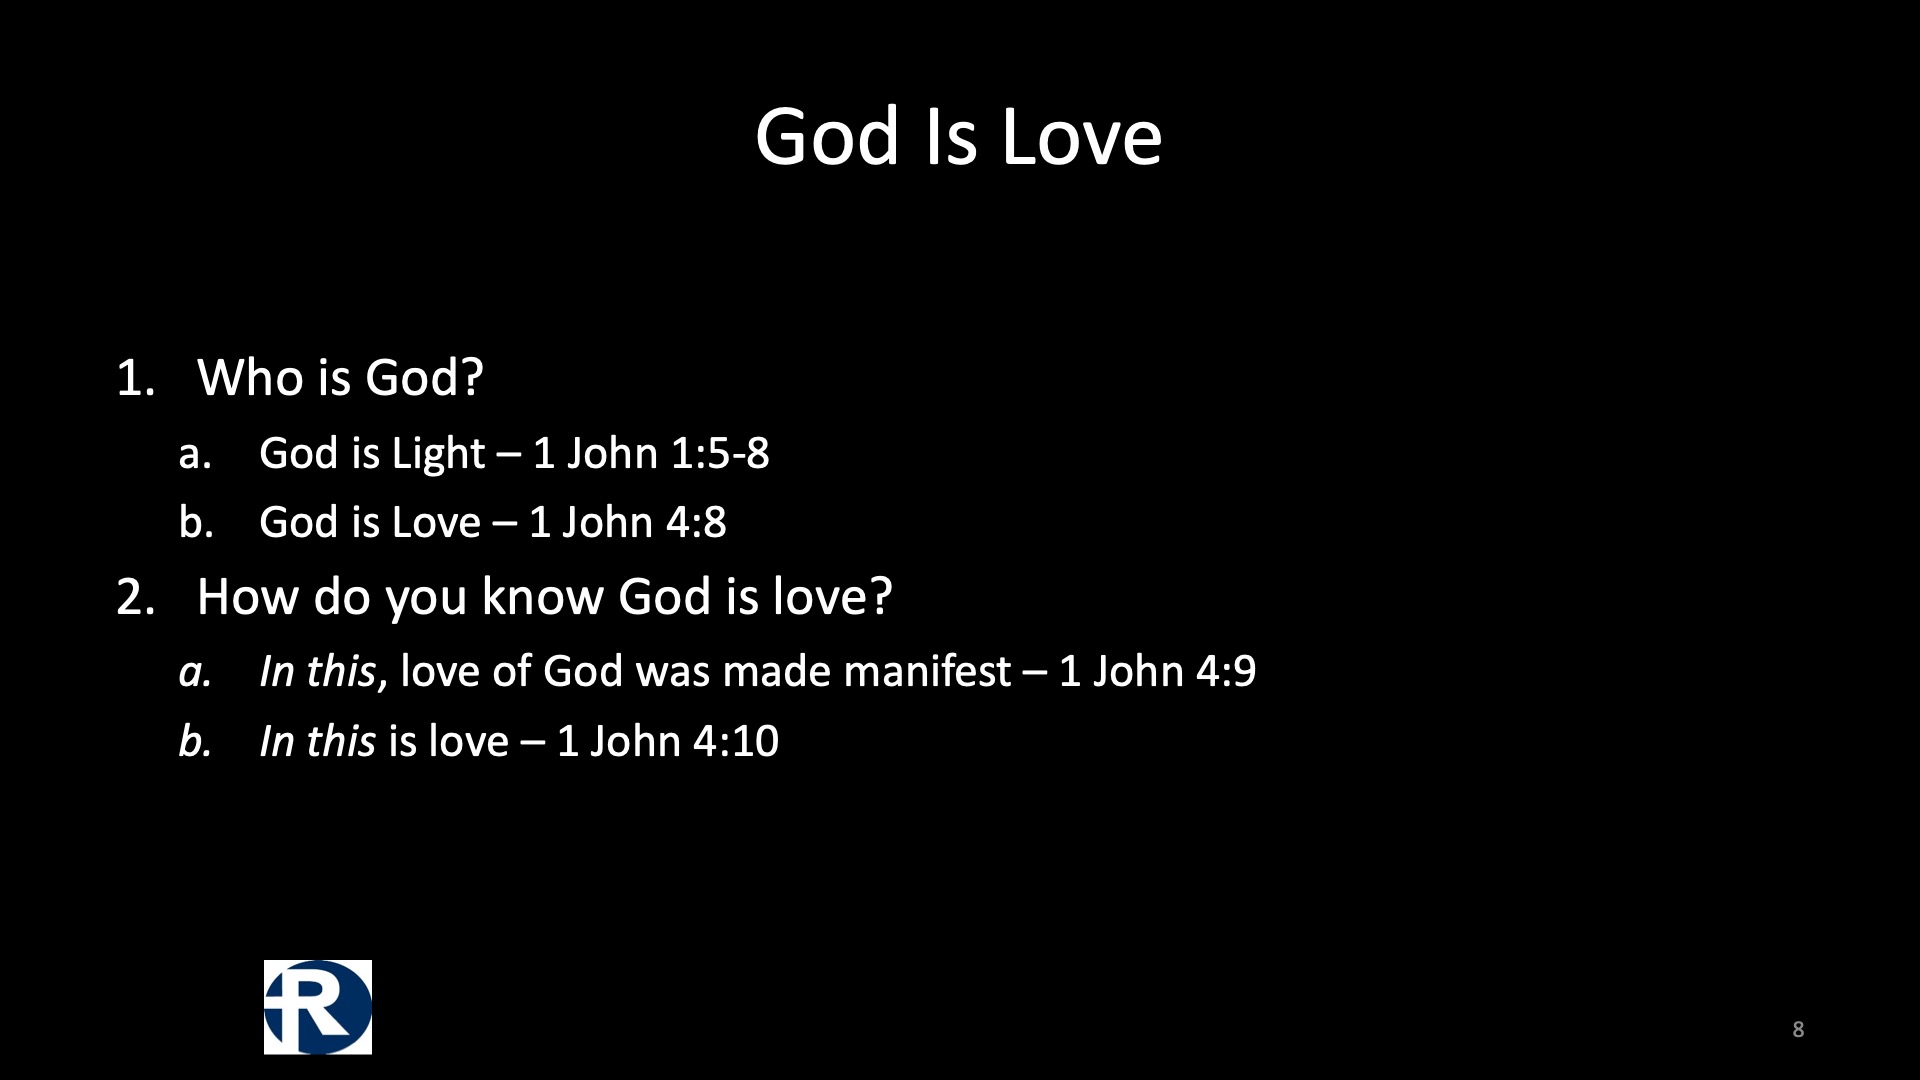 God Is Love
1. Who is God?
a. God is Light – 1 John 1:5-8
b. God is Love – 1 John 4:8
2. How do you know God is love?
a. In this, love of God was made manifest – 1 John 4:9
b. In this is love – 1 John 4:10
R
8